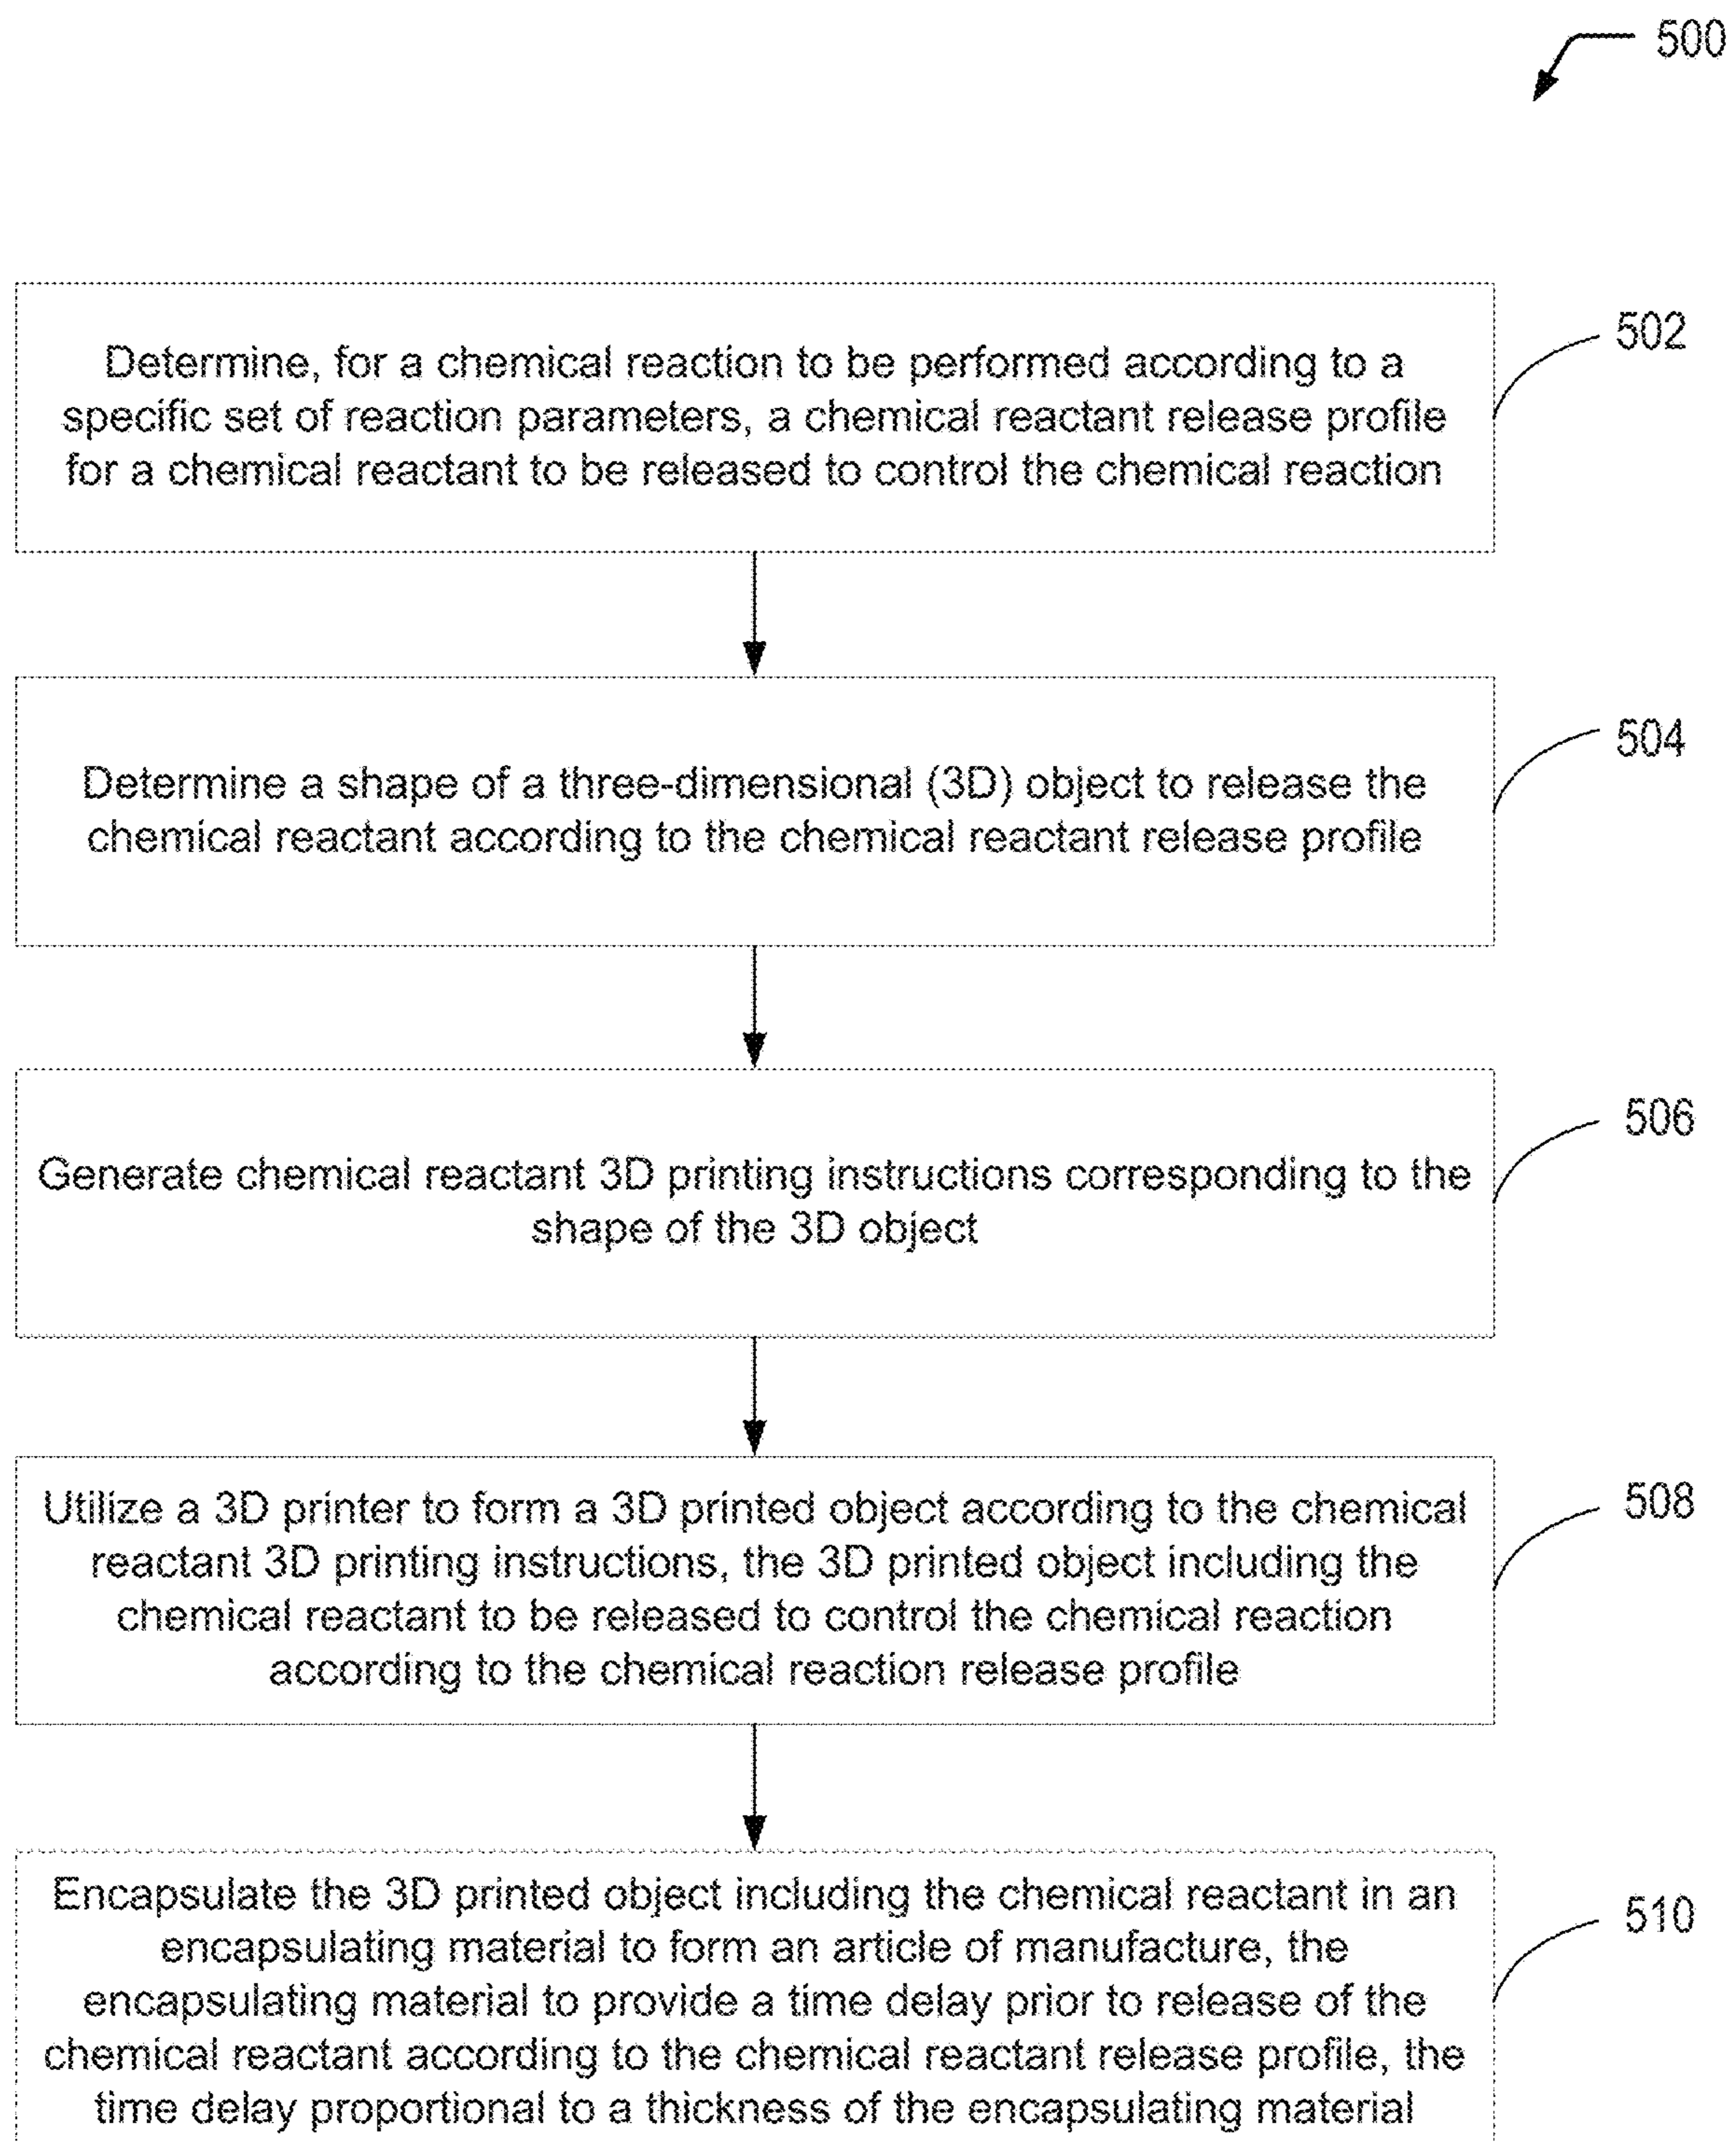 500
Determine, for a chemical reaction to be performed according to a
specific set of reaction parameters, a chemical reactant release profile
for a chemical reactant to be released to control the chemical reaction
502
Determine a shape of a three-dimensional (3D) object to release the
chemical reactant according to the chemical reactant release profile
504
Generate chemical reactant 3D printing instructions corresponding to the
shape of the 3D object
506
Utilize a 3D printer to form a 3D printed object according to the chemical
reactant 3D printing instructions, the 3D printed object including the
chemical reactant to be released to control the chemical reaction
according to the chemical reaction release profile
508
Encapsulate the 3D printed object including the chemical reactant in an
encapsulating material to form an article of manufacture, the
encapsulating material to provide a time delay prior to release of the
chemical reactant according to the chemical reactant release profile, the
time delay proportional to a thickness of the encapsulating material
510